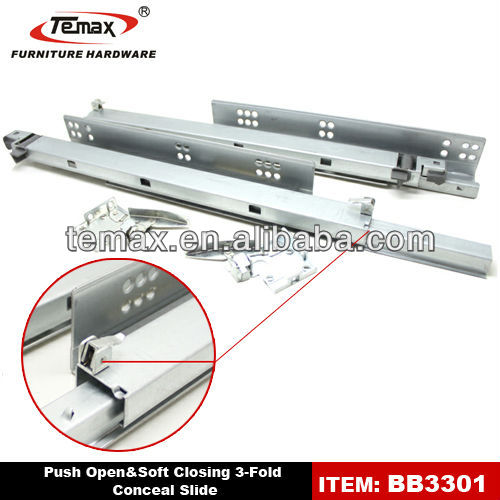 TEMAX®
FURNITURE HARDWARE
temax.en.alibaba.com
Push Open&Soft Closing 3-Fold
Conceal Slide
ITEM: BB3301